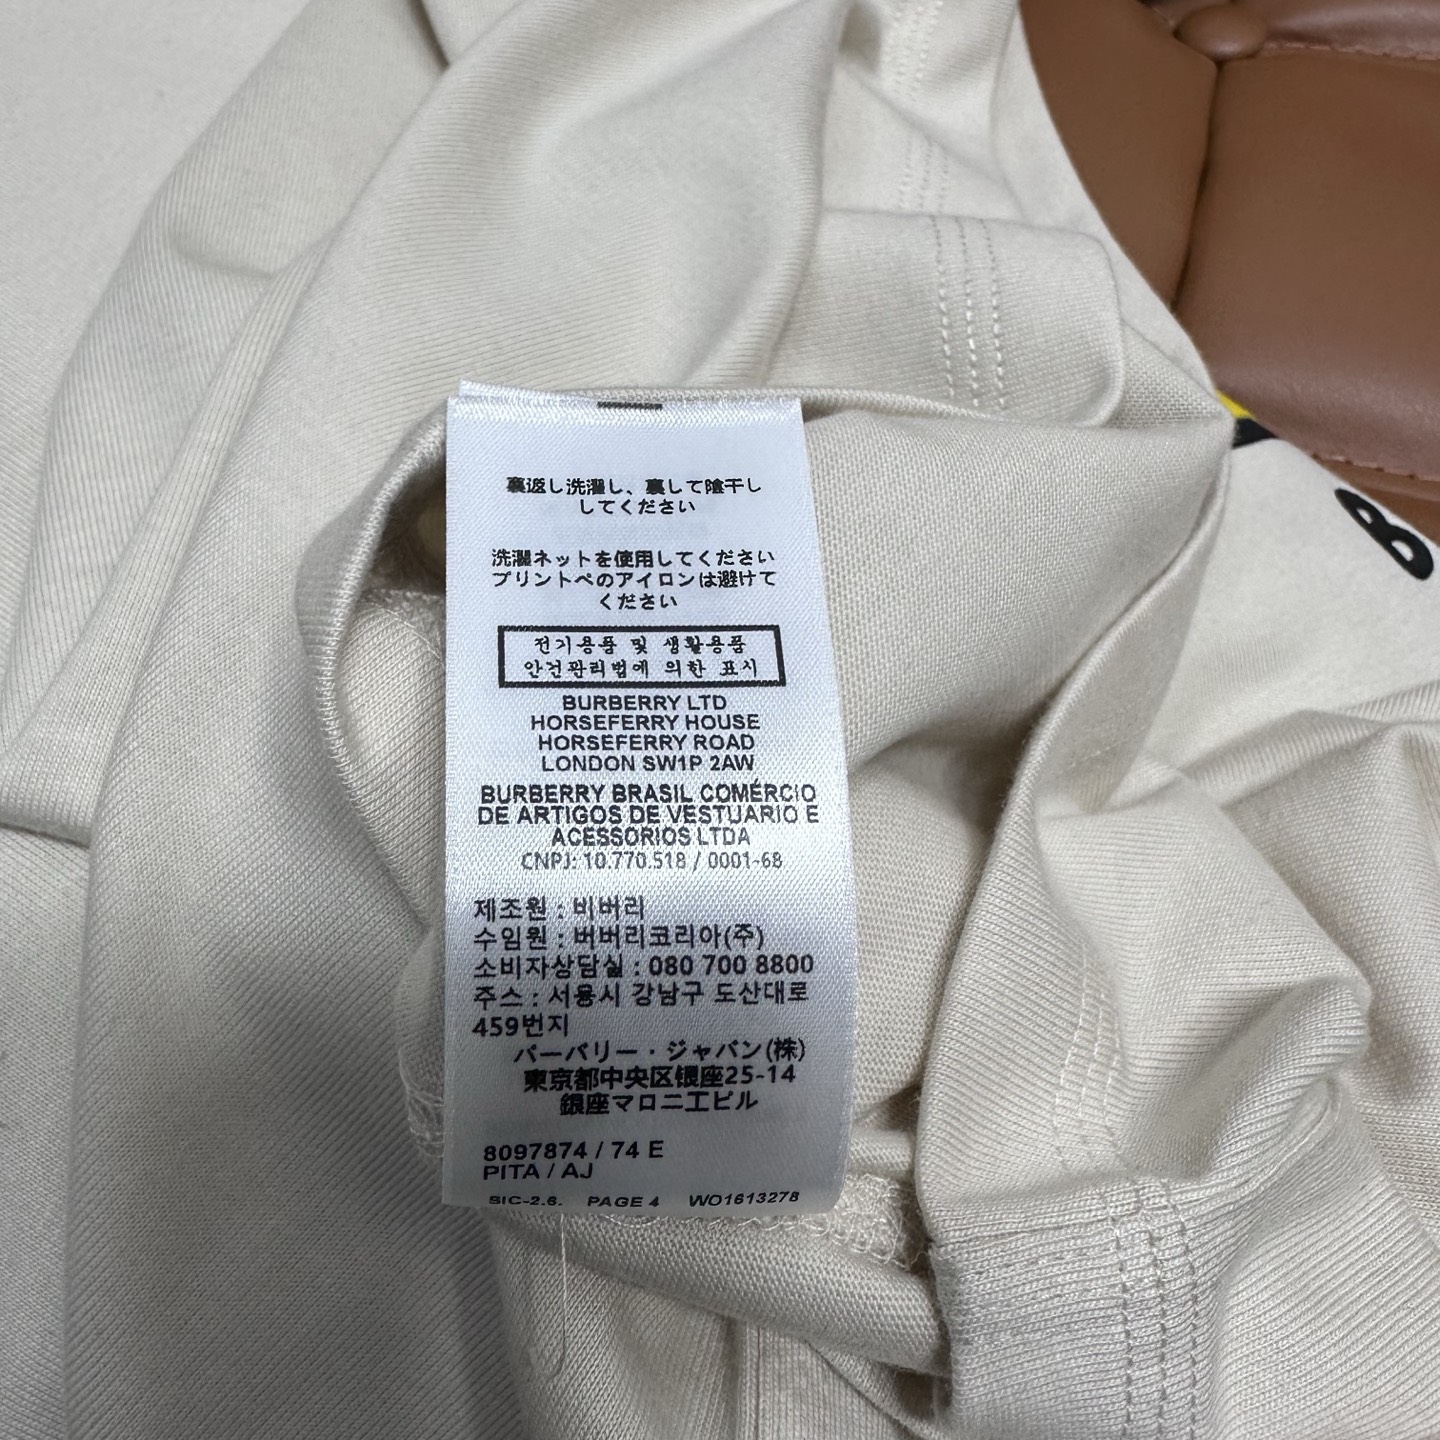 裏返し洗濯し、裏して陰干し
してください
洗濯ネットを使用してください
プリントペのアイロンは避けて
ください
전기용품 및 생활용품
안건관리법에 의한 표시
BURBERRY LTD
HORSEFERRY HOUSE
HORSEFERRY ROAD
LONDON SW1P 2AW
BURBERRY BRASIL COMÉRCIO
DE ARTIGOS DE VESTUARIO E
ACESSORIOS LTDA
CNPJ: 10.770.518 / 0001-68
제조원 : 비버리
수임원 : 버버리코리아(주)
소비자상담실 : 080 700 8800
주스 : 서용시 강남구 도산대로
459번지
バーバリー・ジャパン(株)
東京都中央区银座25-14
銀座マロニエビル
8097874 / 74 E
PITA / AJ
SIC-2.6. PAGE 4 WO1613278
B